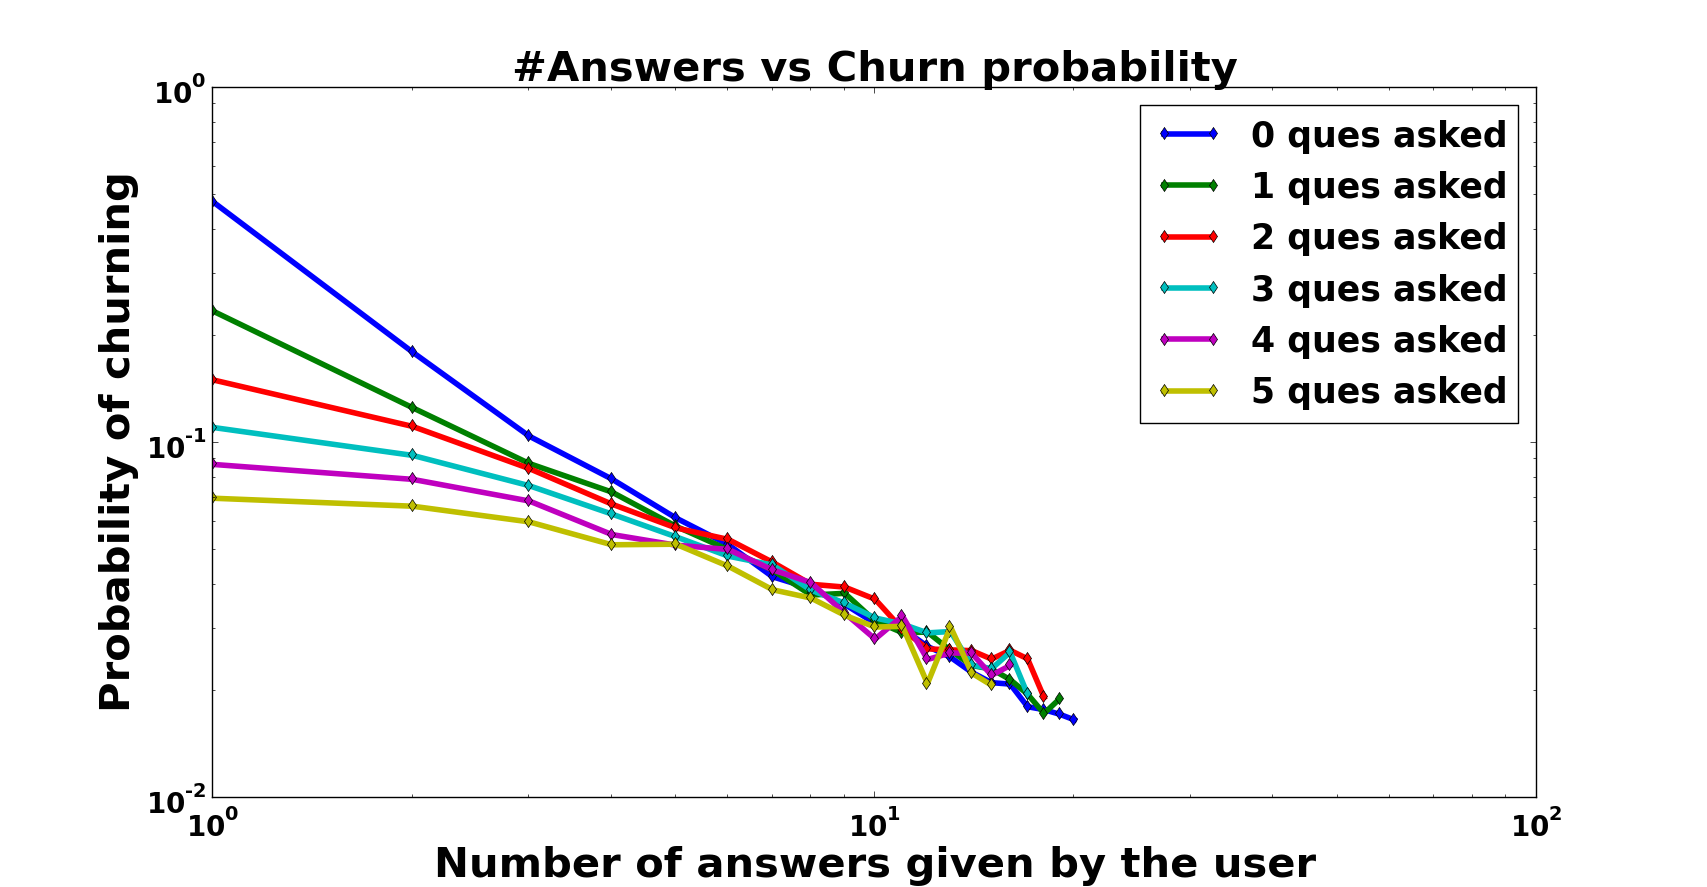 #Answers vs Churn probability
Probability of churning
10^0
10^-1
10^-2
0 ques asked
1 ques asked
2 ques asked
3 ques asked
4 ques asked
5 ques asked
10^0 10^1 10^2
Number of answers given by the user